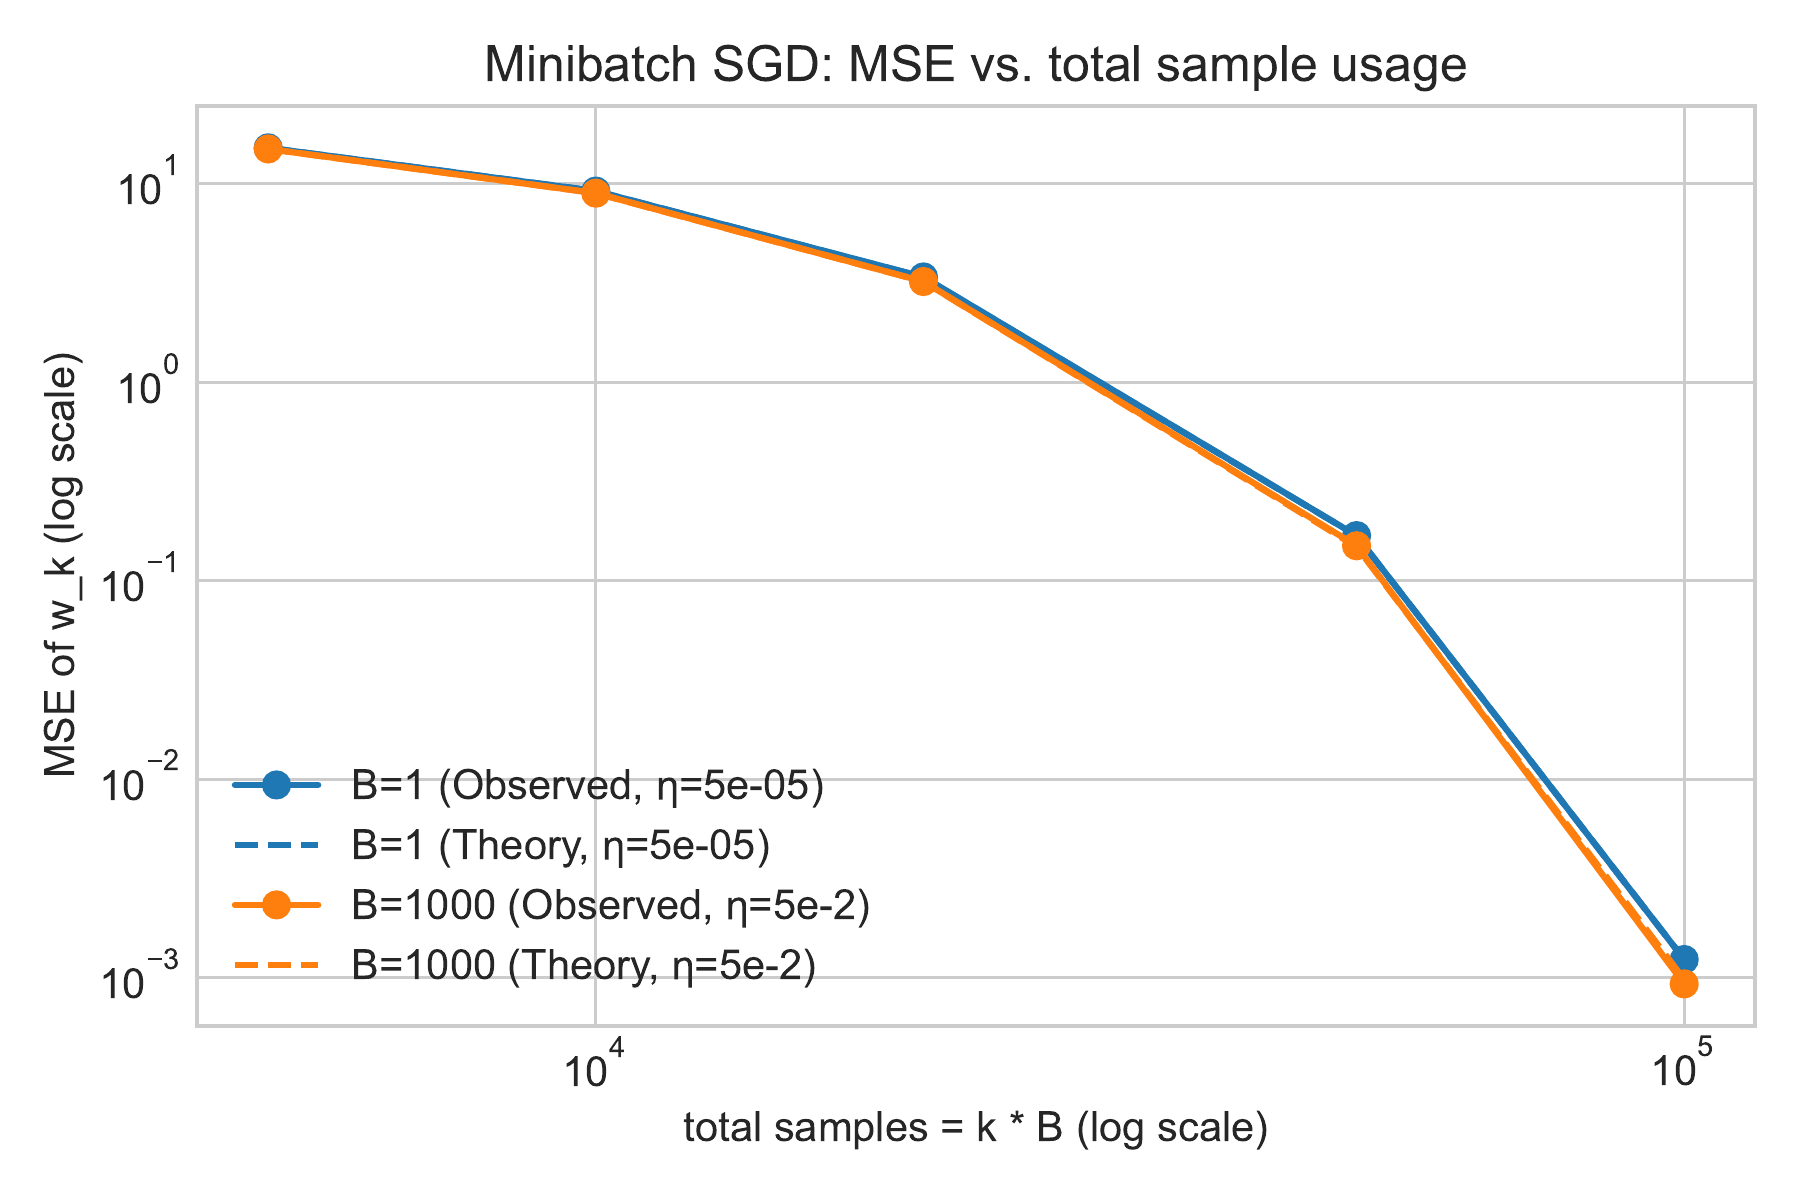 Minibatch SGD: MSE vs. total sample usage
MSE of w_k (log scale)
10^1
10^0
10^−1
10^−2
10^−3
B=1 (Observed, η=5e-05)
B=1 (Theory, η=5e-05)
B=1000 (Observed, η=5e-2)
B=1000 (Theory, η=5e-2)
10^4
10^5
total samples = k * B (log scale)